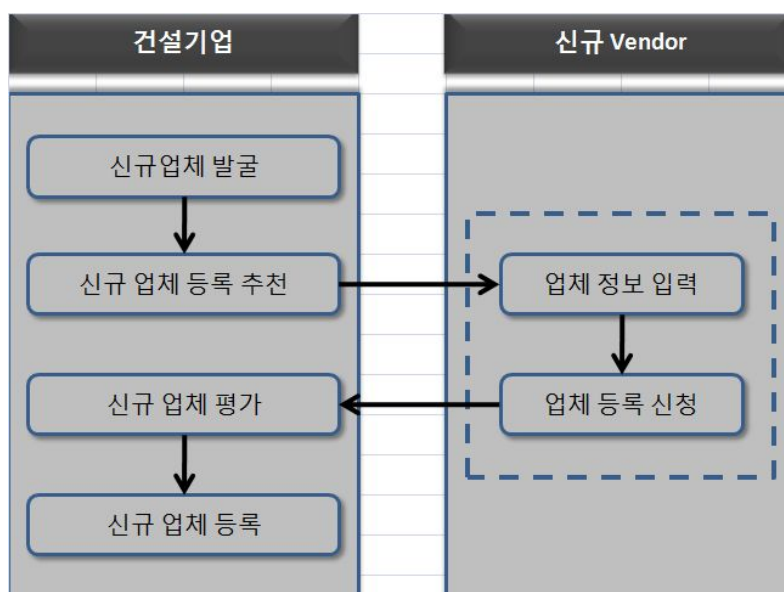 건설기업
신규 Vendor
신규업체 발굴
신규 업체 등록 추천
업체 정보 입력
신규 업체 평가
업체 등록 신청
신규 업체 등록